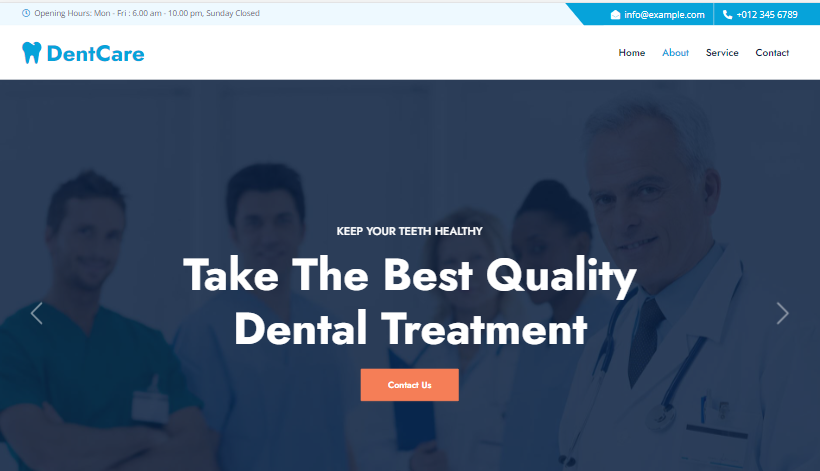 Opening Hours: Mon - Fri : 6.00 am - 10.00 pm, Sunday Closed
info@example.com
+012 345 6789
DentCare
Home About Service Contact
KEEP YOUR TEETH HEALTHY
Take The Best Quality
Dental Treatment
Contact Us